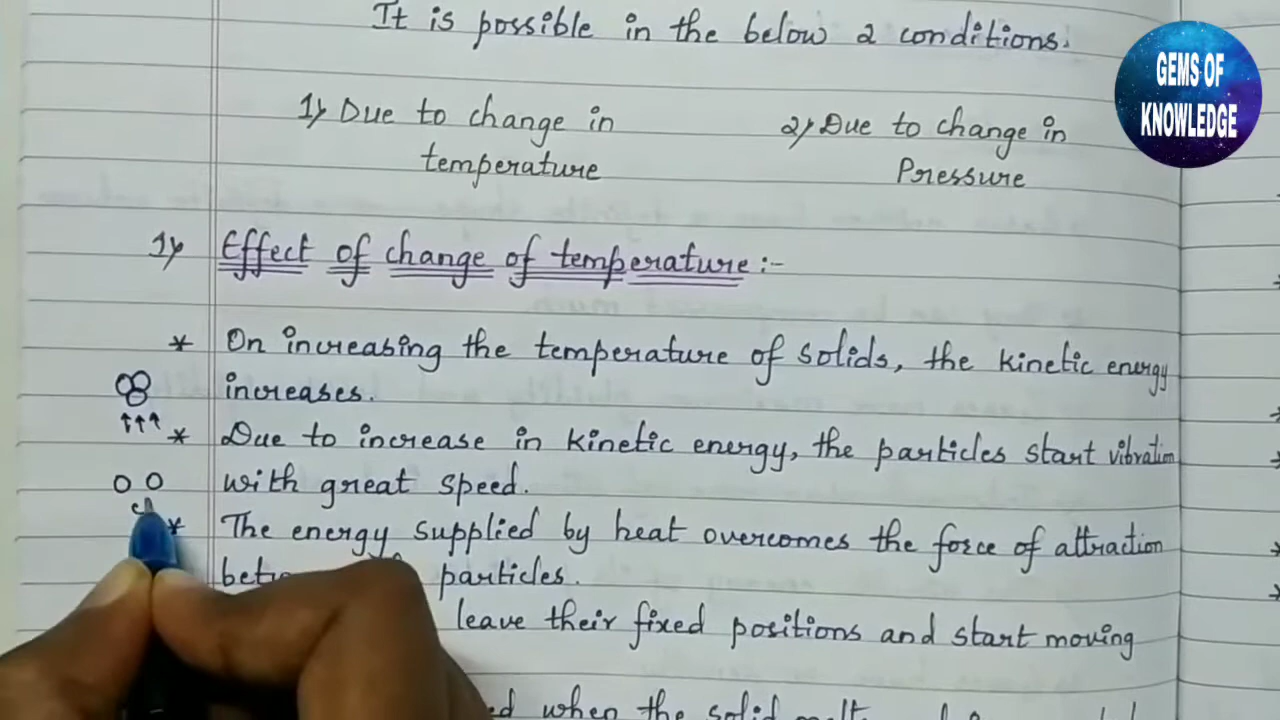 It is possible in the below 2 conditions.
GEMS OF
KNOWLEDGE
1) Due to change in
temperature
2) Due to change in
Pressure
1) Effect of change of temperature :-
* On increasing the temperature of solids, the kinetic energy
increases.
* Due to increase in kinetic energy, the particles start vibration
with great speed.
* The energy supplied by heat overcomes the force of attraction
particles.
leave their fixed positions and start moving
when the solid